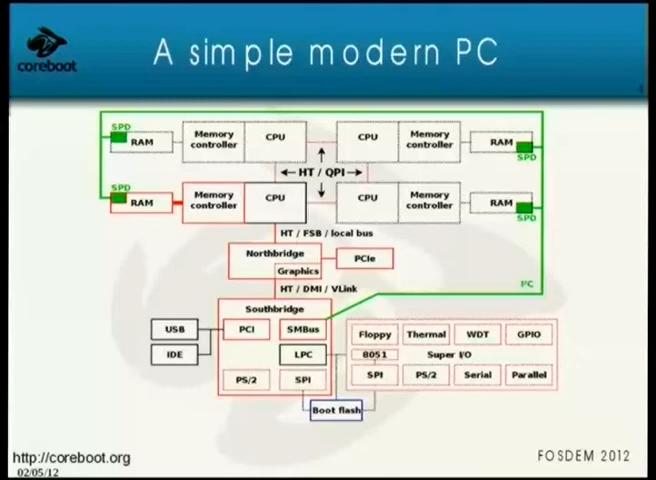 coreboot
A simple modern PC
SPD
RAM
Memory
controller
CPU
CPU
Memory
controller
RAM
SPD
HT / QPI
SPD
RAM
Memory
controller
CPU
CPU
Memory
controller
RAM
SPD
HT / FSB / local bus
Northbridge
PCIe
Graphics
HT / DMI / VLink
I²C
Southbridge
USB
PCI
SMBus
Floppy
Thermal
WDT
GPIO
IDE
LPC
8051
Super I/O
PS/2
SPI
SPI
PS/2
Serial
Parallel
Boot flash
http://coreboot.org
02/05/12
FOSDEM 2012